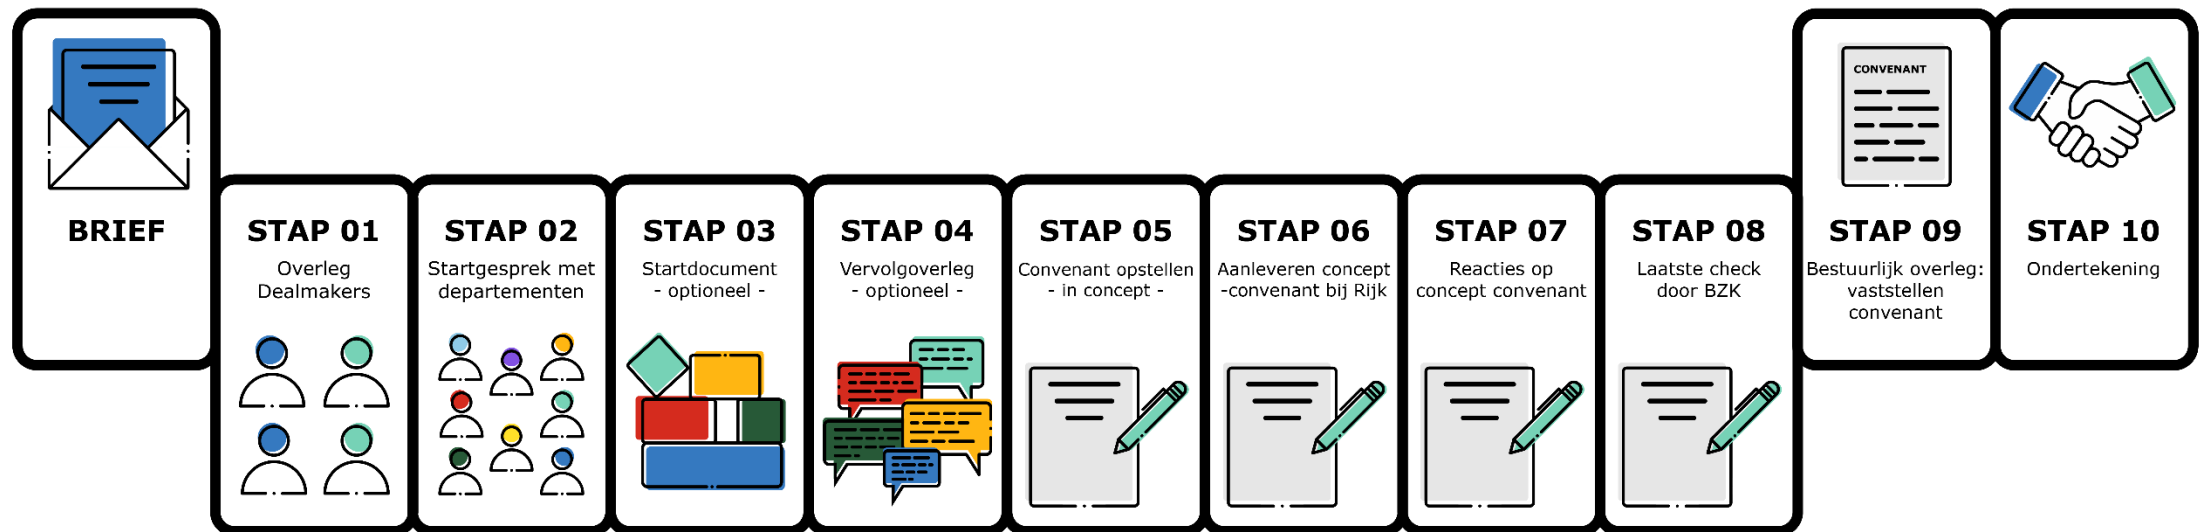 BRIEF
STAP 01
Overleg
Dealmakers
STAP 02
Startgesprek met
departementen
STAP 03
Startdocument
- optioneel -
STAP 04
Vervolgoverleg
- optioneel -
STAP 05
Convenant opstellen
- in concept -
STAP 06
Aanleveren concept
-convenant bij Rijk
STAP 07
Reacties op
concept convenant
STAP 08
Laatste check
door BZK
CONVENANT
STAP 09
Bestuurlijk overleg:
vaststellen
convenant
STAP 10
Ondertekening